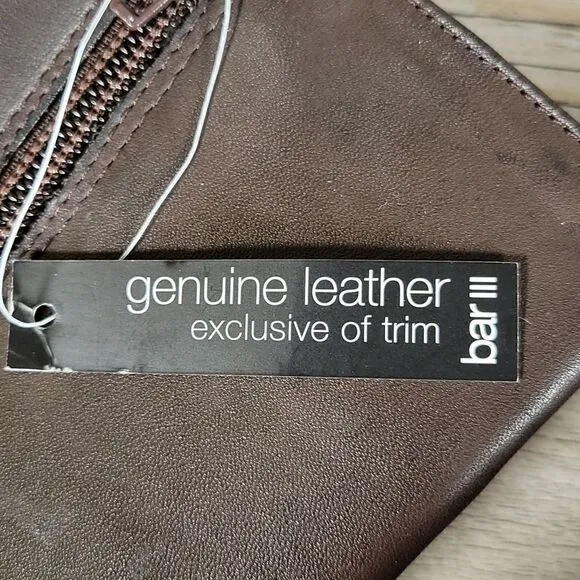 genuine leather
exclusive of trim
bar III